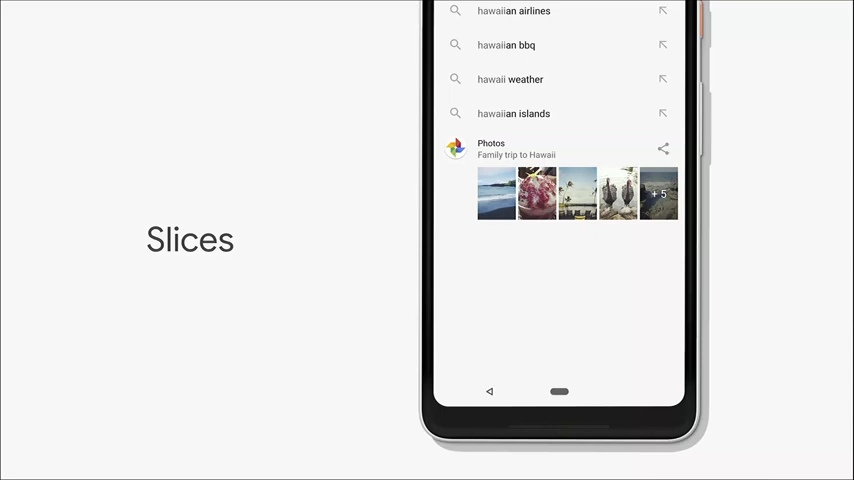 hawaiian airlines
hawaiian bbq
hawaii weather
hawaiian islands
Photos
Family trip to Hawaii
+ 5
Slices